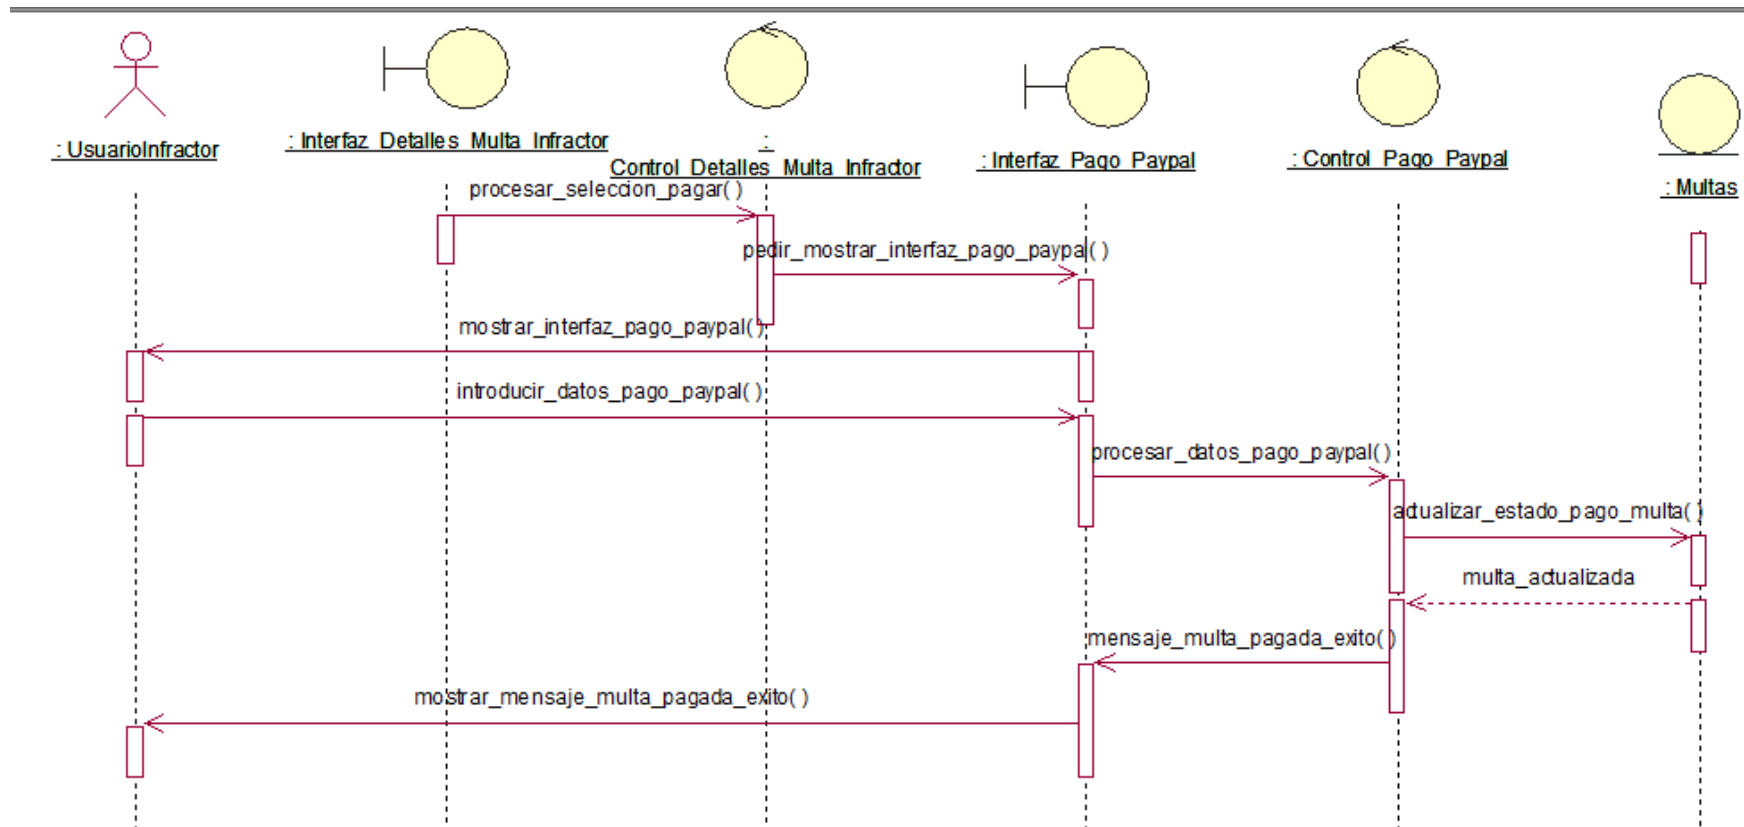 : UsuarioInfractor
: Interfaz_Detalles_Multa_Infractor
:
Control_Detalles_Multa_Infractor
: Interfaz_Pago_Paypal
: Control_Pago_Paypal
: Multas
procesar_seleccion_pagar( )
pedir_mostrar_interfaz_pago_paypal( )
mostrar_interfaz_pago_paypal( )
introducir_datos_pago_paypal( )
procesar_datos_pago_paypal( )
actualizar_estado_pago_multa( )
multa_actualizada
mensaje_multa_pagada_exito( )
mostrar_mensaje_multa_pagada_exito( )